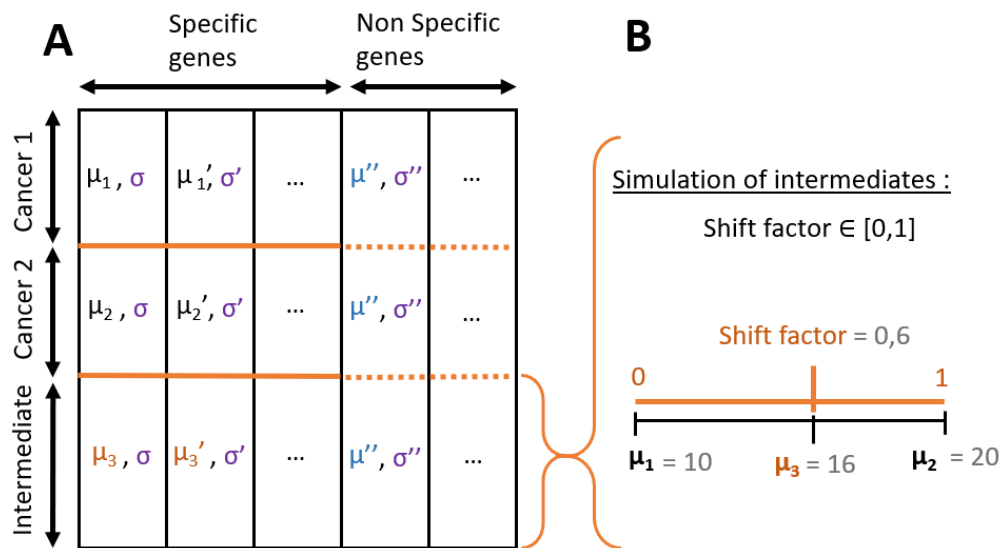 A
Specific
genes
Non Specific
genes
B
Cancer 1
μ₁ , σ
μ₁', σ'
...
μ'', σ''
...
Cancer 2
μ₂ , σ
μ₂', σ'
...
μ'', σ''
...
Intermediate
μ₃ , σ
μ₃', σ'
...
μ'', σ''
...
Simulation of intermediates :
Shift factor ∈ [0,1]
Shift factor = 0,6
0
1
μ₁ = 10
μ₃ = 16
μ₂ = 20